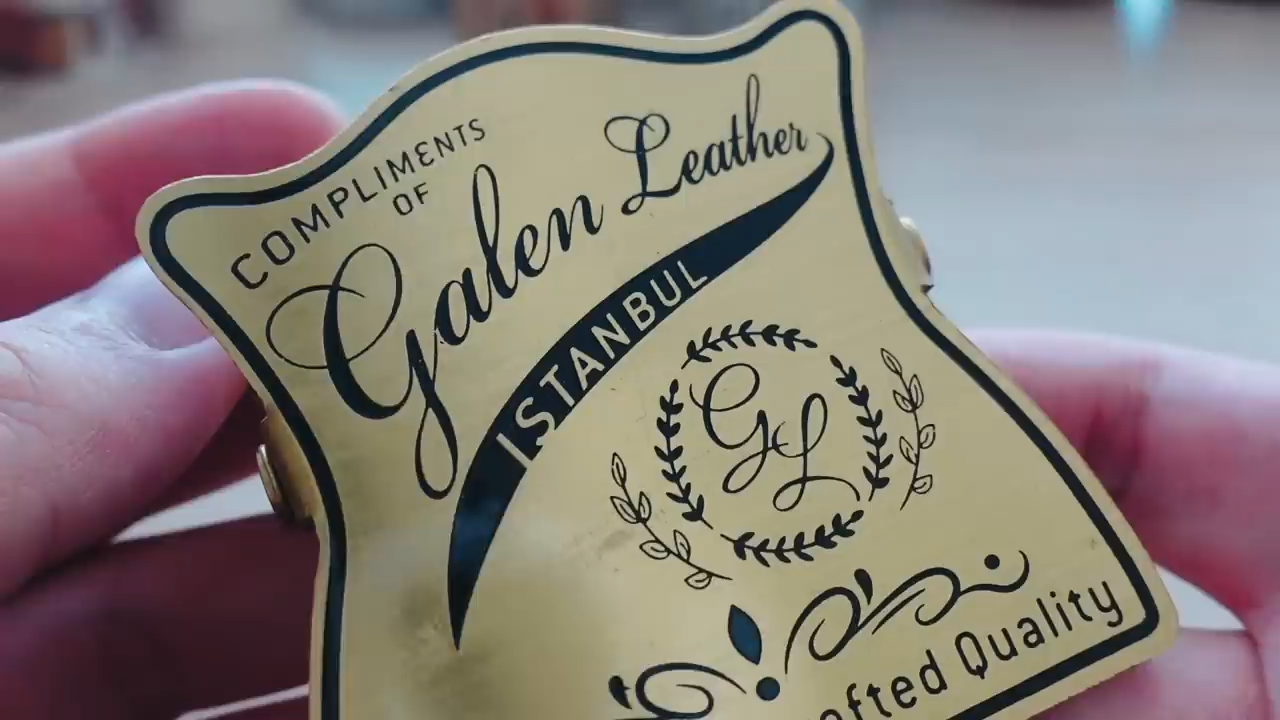 COMPLIMENTS
OF
Galen Leather
ISTANBUL
GL
Quality